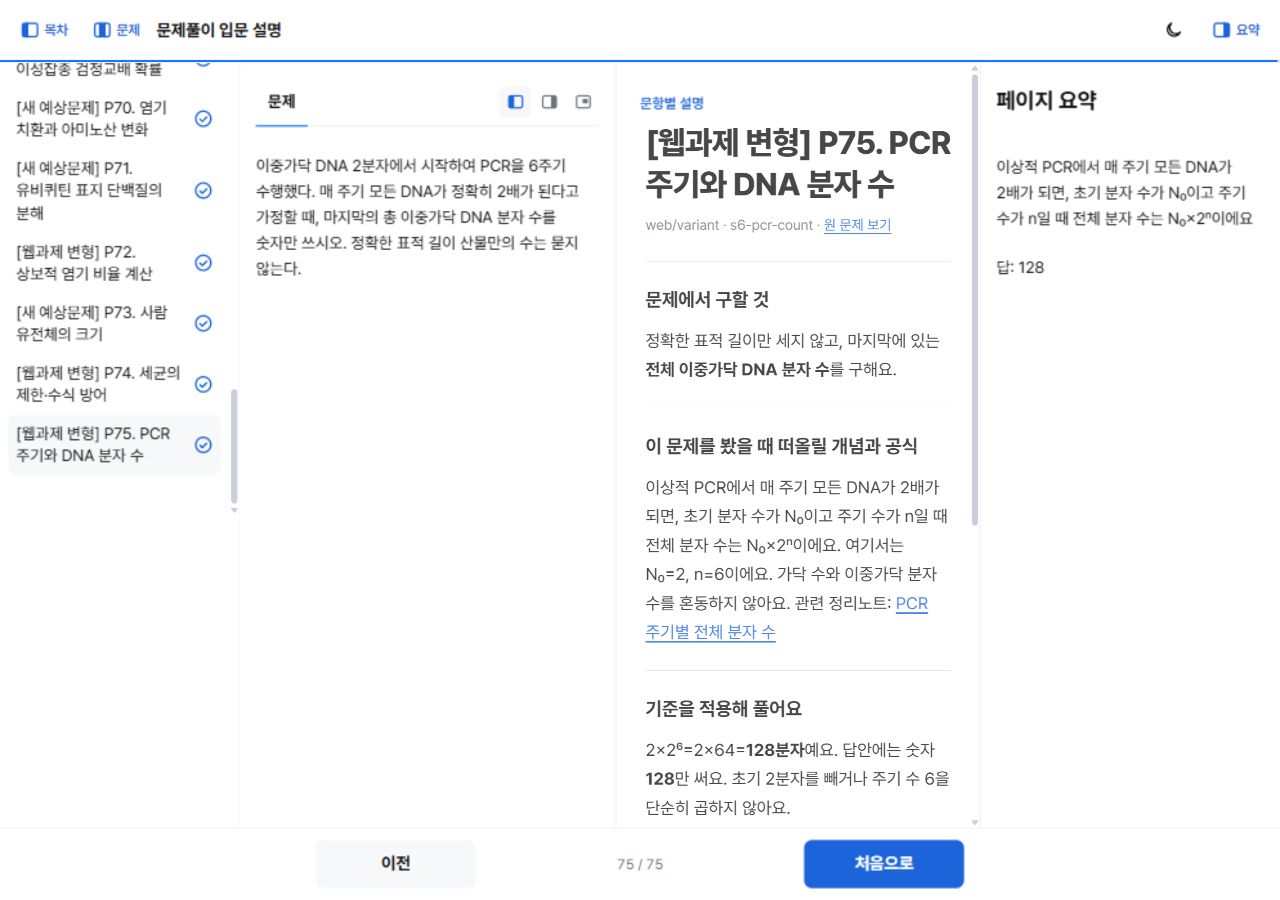 목차
문제
문제풀이 입문 설명
요약
이성잡종 검정교배 확률
[새 예상문제] P70. 염기
치환과 아미노산 변화
[새 예상문제] P71.
유비퀴틴 표지 단백질의
분해
[웹과제 변형] P72.
상보적 염기 비율 계산
[새 예상문제] P73. 사람
유전체의 크기
[웹과제 변형] P74. 세균의
제한·수식 방어
[웹과제 변형] P75. PCR
주기와 DNA 분자 수
문제
이중가닥 DNA 2분자에서 시작하여 PCR을 6주기
수행했다. 매 주기 모든 DNA가 정확히 2배가 된다고
가정할 때, 마지막의 총 이중가닥 DNA 분자 수를
숫자만 쓰시오. 정확한 표적 길이 산물만의 수는 묻지
않는다.
문항별 설명
[웹과제 변형] P75. PCR
주기와 DNA 분자 수
web/variant · s6-pcr-count · 원 문제 보기
문제에서 구할 것
정확한 표적 길이만 세지 않고, 마지막에 있는
전체 이중가닥 DNA 분자 수를 구해요.
이 문제를 봤을 때 떠올릴 개념과 공식
이상적 PCR에서 매 주기 모든 DNA가 2배가
되면, 초기 분자 수가 N₀이고 주기 수가 n일 때
전체 분자 수는 N₀×2ⁿ이에요. 여기서는
N₀=2, n=6이에요. 가닥 수와 이중가닥 분자
수를 혼동하지 않아요. 관련 정리노트: PCR
주기별 전체 분자 수
기준을 적용해 풀어요
2×2⁶=2×64=128분자예요. 답안에는 숫자
128만 써요. 초기 2분자를 빼거나 주기 수 6을
단순히 곱하지 않아요.
페이지 요약
이상적 PCR에서 매 주기 모든 DNA가
2배가 되면, 초기 분자 수가 N₀이고 주기
수가 n일 때 전체 분자 수는 N₀×2ⁿ이에요
답: 128
이전
75 / 75
처음으로